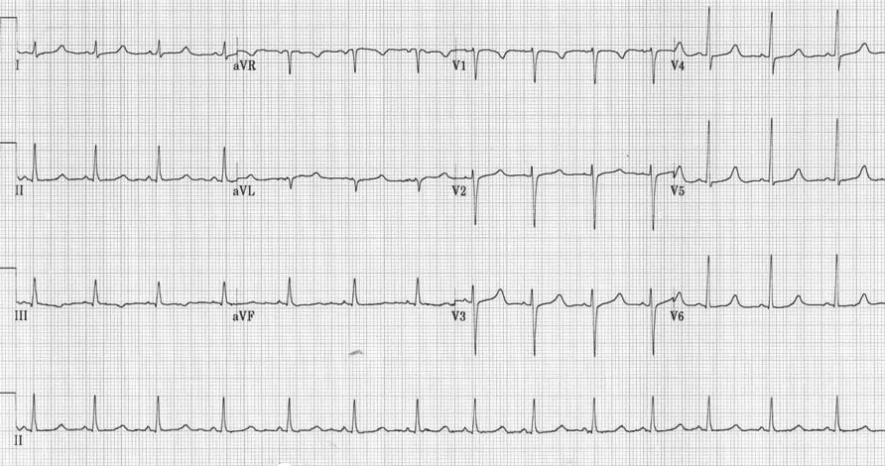 I aVR V1 V4
II aVL V2 V5
III aVF V3 V6
II